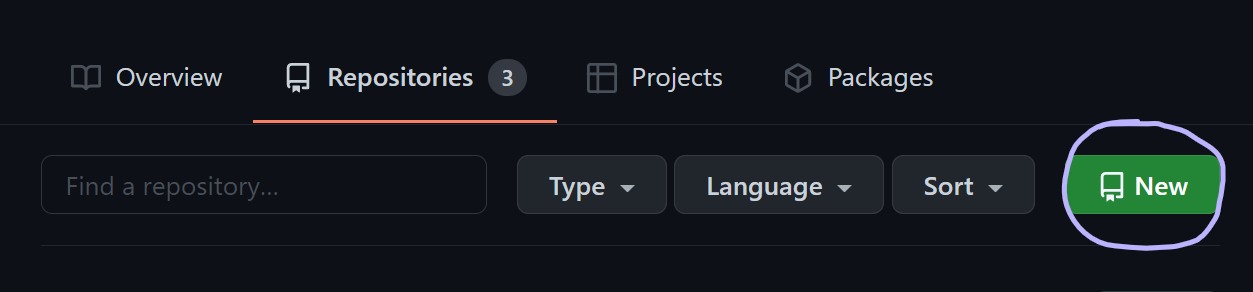 Overview Repositories 3 Projects Packages
Find a repository... Type Language Sort New